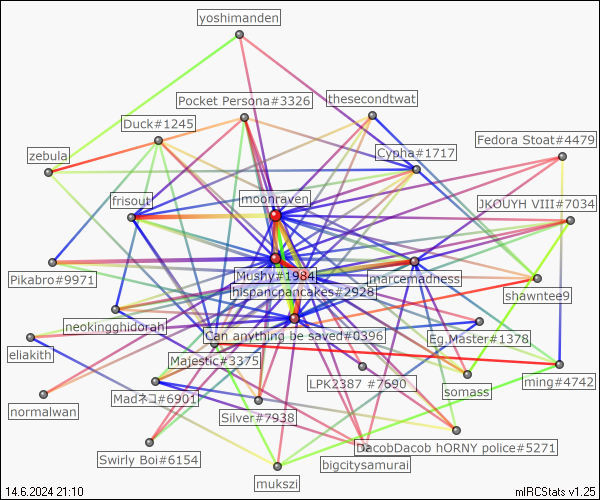 yoshimanden
Pocket Persona#3326
thesecondtwat
Duck#1245
Fedora Stoat#4479
zebula
Cypha#1717
frisout
moonraven
JKOUYH VIII#7034
Pikabro#9971
Mushy#1984
marcemadness
hispancpancakes#2928
shawntee9
neokingghidorah
Can anything be saved#0396
Eg.Master#1378
eliakith
Majestic#3375
LPK2387 #7690
ming#4742
somass
normalwan
Madネコ#6901
Silver#7938
DacobDacob hORNY police#5271
Swirly Boi#6154
bigcitysamurai
mukszi
14.6.2024 21:10
mIRCStats v1.25